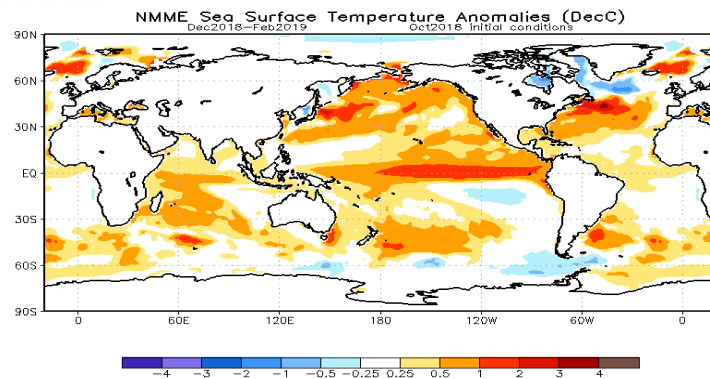 NMME Sea Surface Temperature Anomalies (DecC)
Dec2018-Feb2019 Oct2018 initial conditions
90N
60N
30N
EQ
30S
60S
90S
0 60E 120E 180 120W 60W 0
-4 -3 -2 -1 -0.5 -0.25 0.25 0.5 1 2 3 4